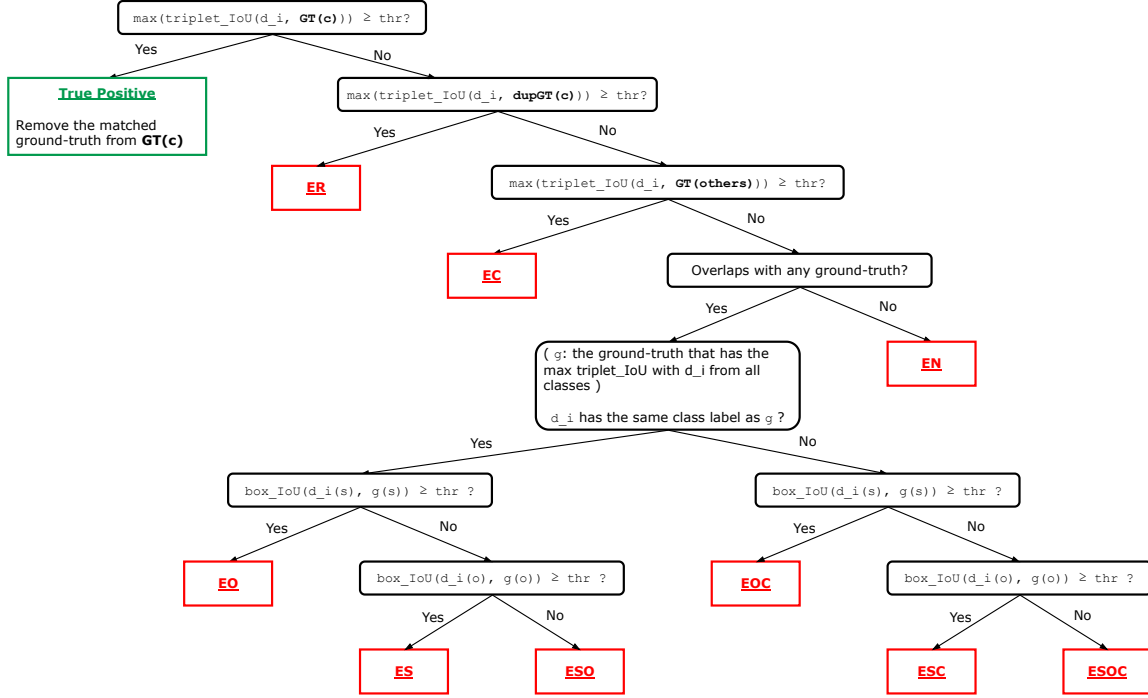 max(triplet_IoU(d_i, GT(c))) ≥ thr?
Yes
No
True Positive
Remove the matched
ground-truth from GT(c)
max(triplet_IoU(d_i, dupGT(c))) ≥ thr?
Yes
No
ER
max(triplet_IoU(d_i, GT(others))) ≥ thr?
Yes
No
EC
Overlaps with any ground-truth?
Yes
No
( g: the ground-truth that has the
max triplet_IoU with d_i from all
classes )
d_i has the same class label as g ?
EN
Yes
No
box_IoU(d_i(s), g(s)) ≥ thr ?
box_IoU(d_i(s), g(s)) ≥ thr ?
Yes
No
Yes
No
EO
box_IoU(d_i(o), g(o)) ≥ thr ?
EOC
box_IoU(d_i(o), g(o)) ≥ thr ?
Yes
No
Yes
No
ES
ESO
ESC
ESOC